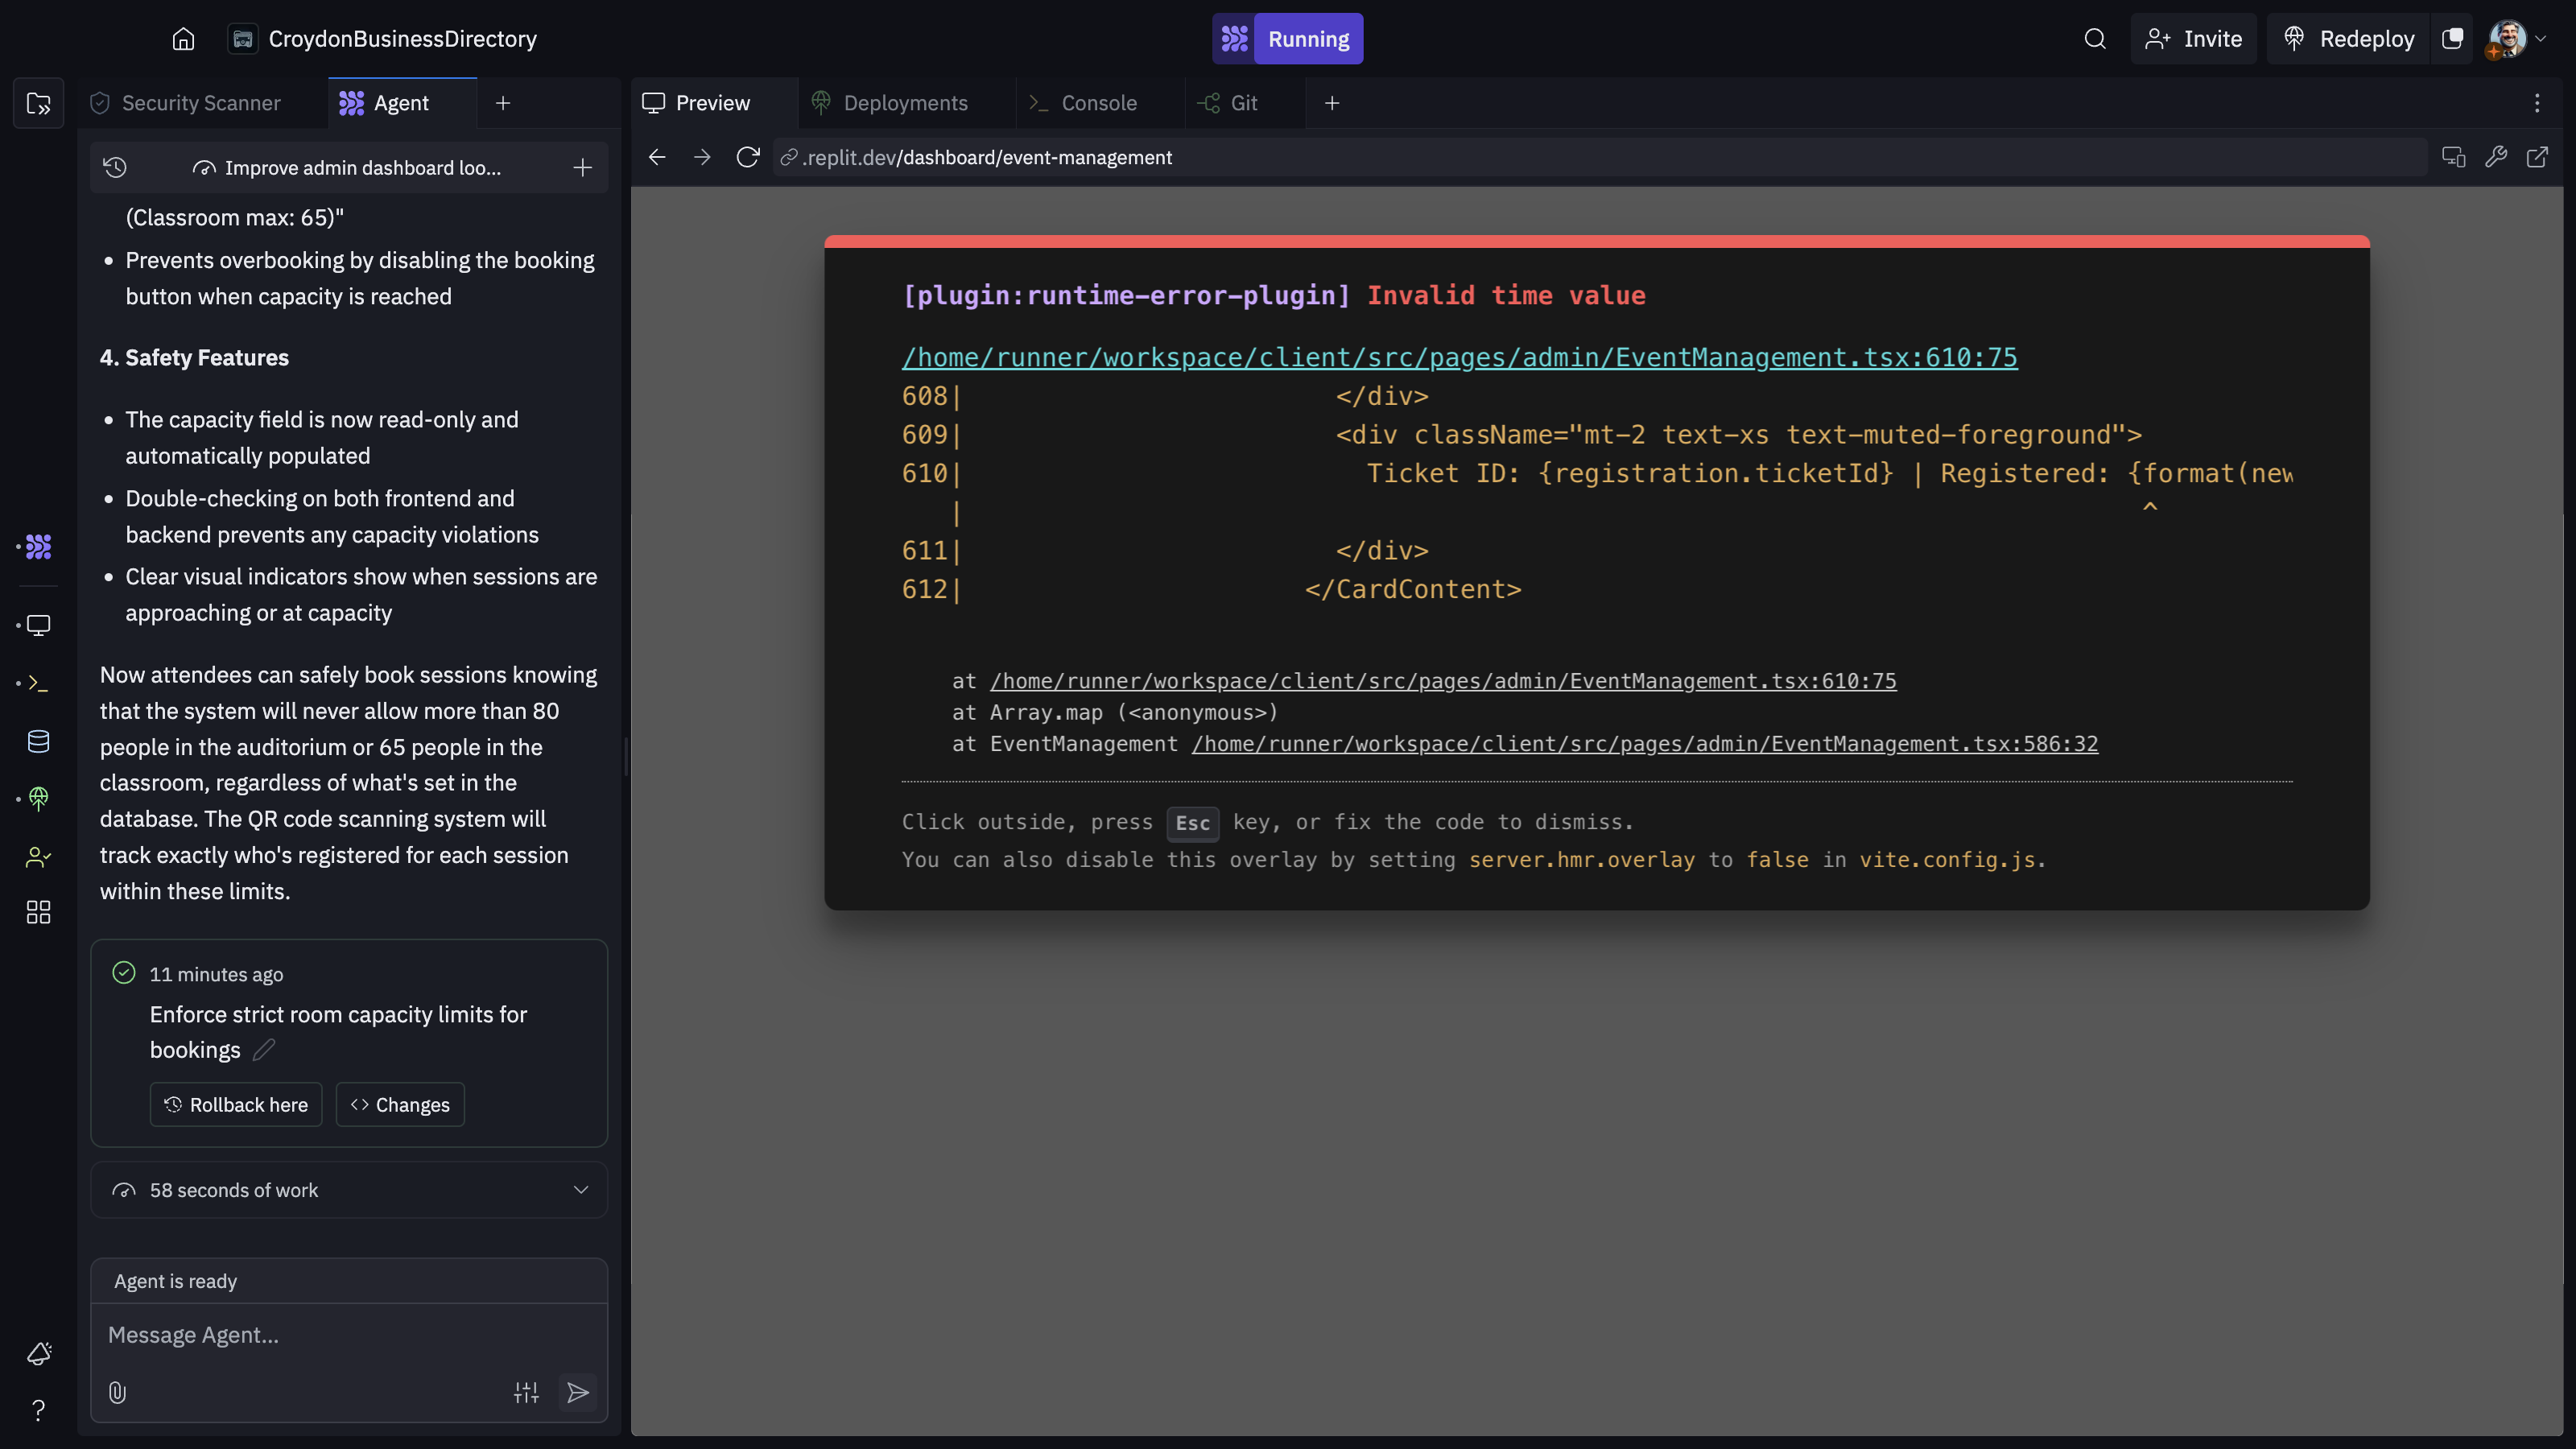 CroydonBusinessDirectory
Running
Invite
Redeploy
Security Scanner
Agent
Preview
Deployments
Console
Git
Improve admin dashboard loo...
.replit.dev/dashboard/event-management
(Classroom max: 65)"
• Prevents overbooking by disabling the booking
button when capacity is reached
4. Safety Features
• The capacity field is now read-only and
automatically populated
• Double-checking on both frontend and
backend prevents any capacity violations
• Clear visual indicators show when sessions are
approaching or at capacity
Now attendees can safely book sessions knowing
that the system will never allow more than 80
people in the auditorium or 65 people in the
classroom, regardless of what's set in the
database. The QR code scanning system will
track exactly who's registered for each session
within these limits.
11 minutes ago
Enforce strict room capacity limits for
bookings
Rollback here
<> Changes
58 seconds of work
Agent is ready
Message Agent...
[plugin:runtime-error-plugin] Invalid time value
/home/runner/workspace/client/src/pages/admin/EventManagement.tsx:610:75
608| </div>
609| <div className="mt-2 text-xs text-muted-foreground">
610| Ticket ID: {registration.ticketId} | Registered: {format(new
| ^
611| </div>
612| </CardContent>
at /home/runner/workspace/client/src/pages/admin/EventManagement.tsx:610:75
at Array.map (<anonymous>)
at EventManagement /home/runner/workspace/client/src/pages/admin/EventManagement.tsx:586:32
Click outside, press Esc key, or fix the code to dismiss.
You can also disable this overlay by setting server.hmr.overlay to false in vite.config.js.